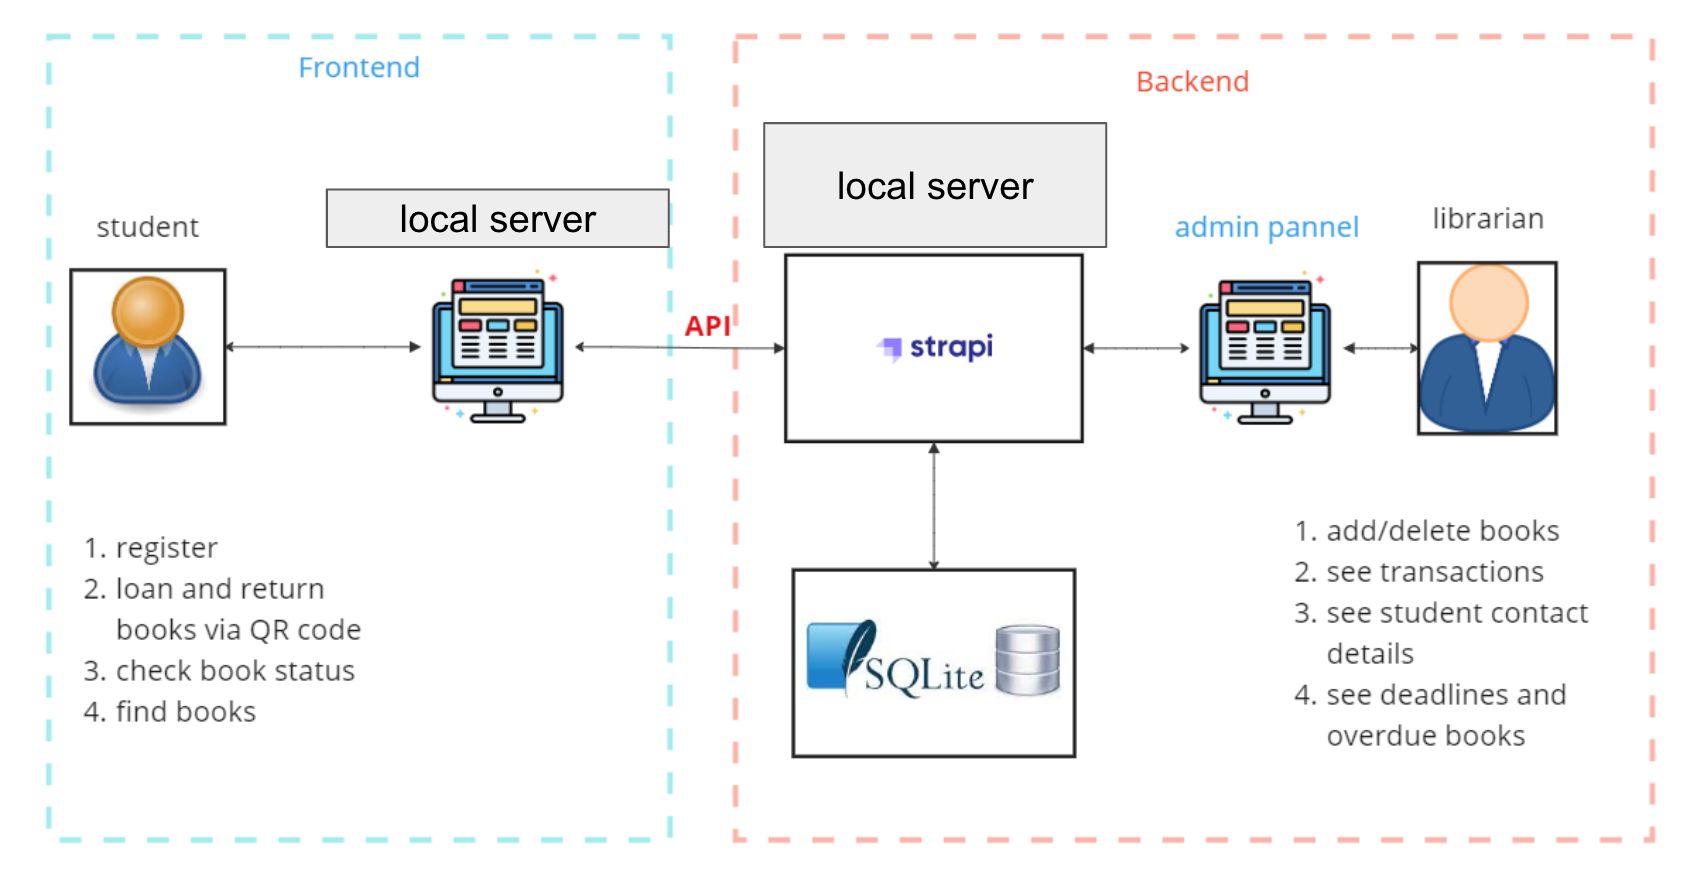 Frontend
local server
student
1. register
2. loan and return
books via QR code
3. check book status
4. find books
API
Backend
local server
strapi
admin pannel
librarian
SQLite
1. add/delete books
2. see transactions
3. see student contact
details
4. see deadlines and
overdue books